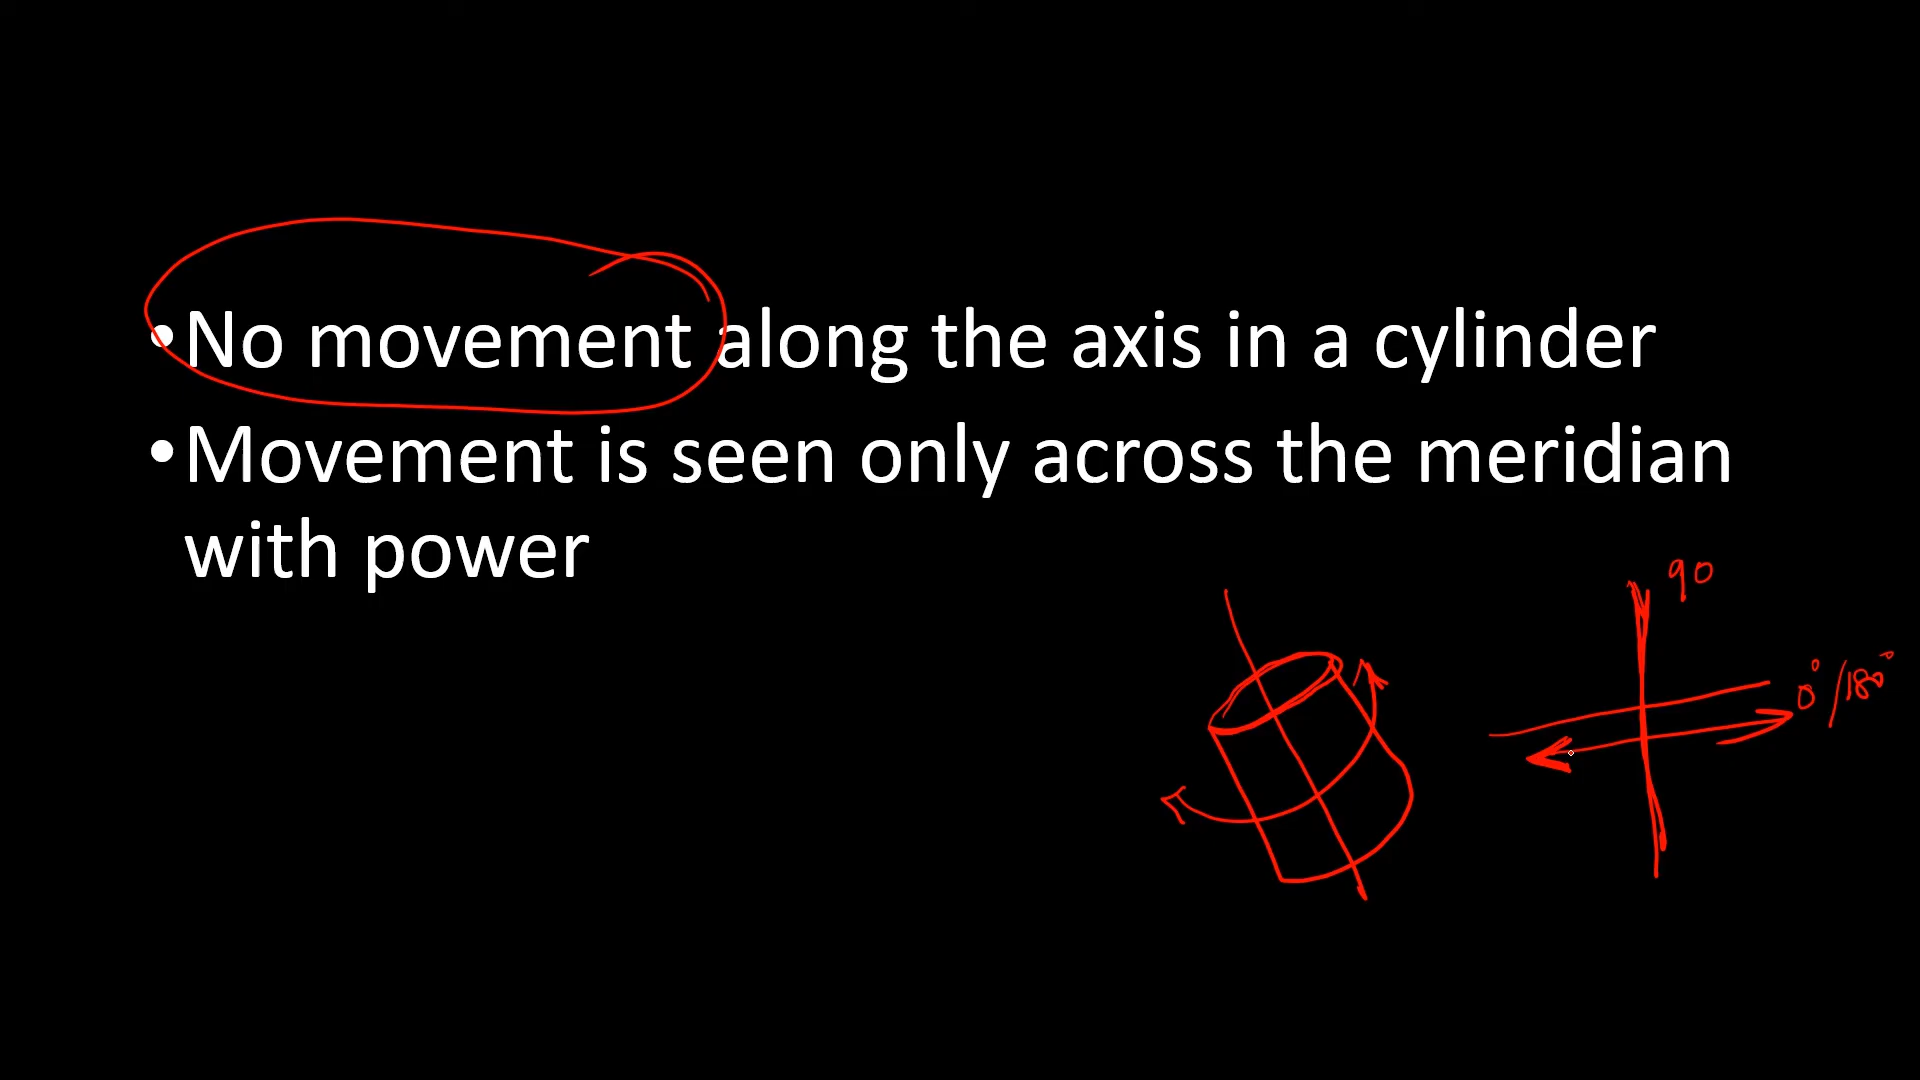 •No movement along the axis in a cylinder
•Movement is seen only across the meridian
with power
90
0°/180°